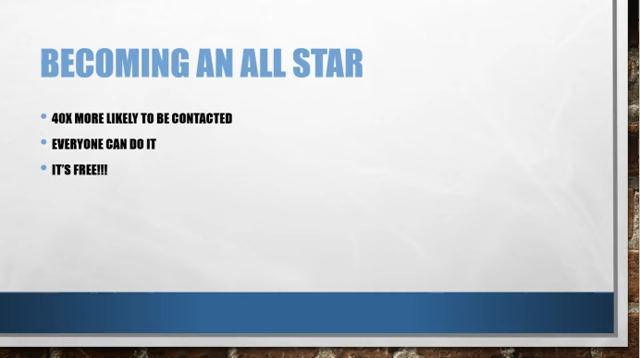 BECOMING AN ALL STAR
• 40X MORE LIKELY TO BE CONTACTED
• EVERYONE CAN DO IT
• IT'S FREE!!!